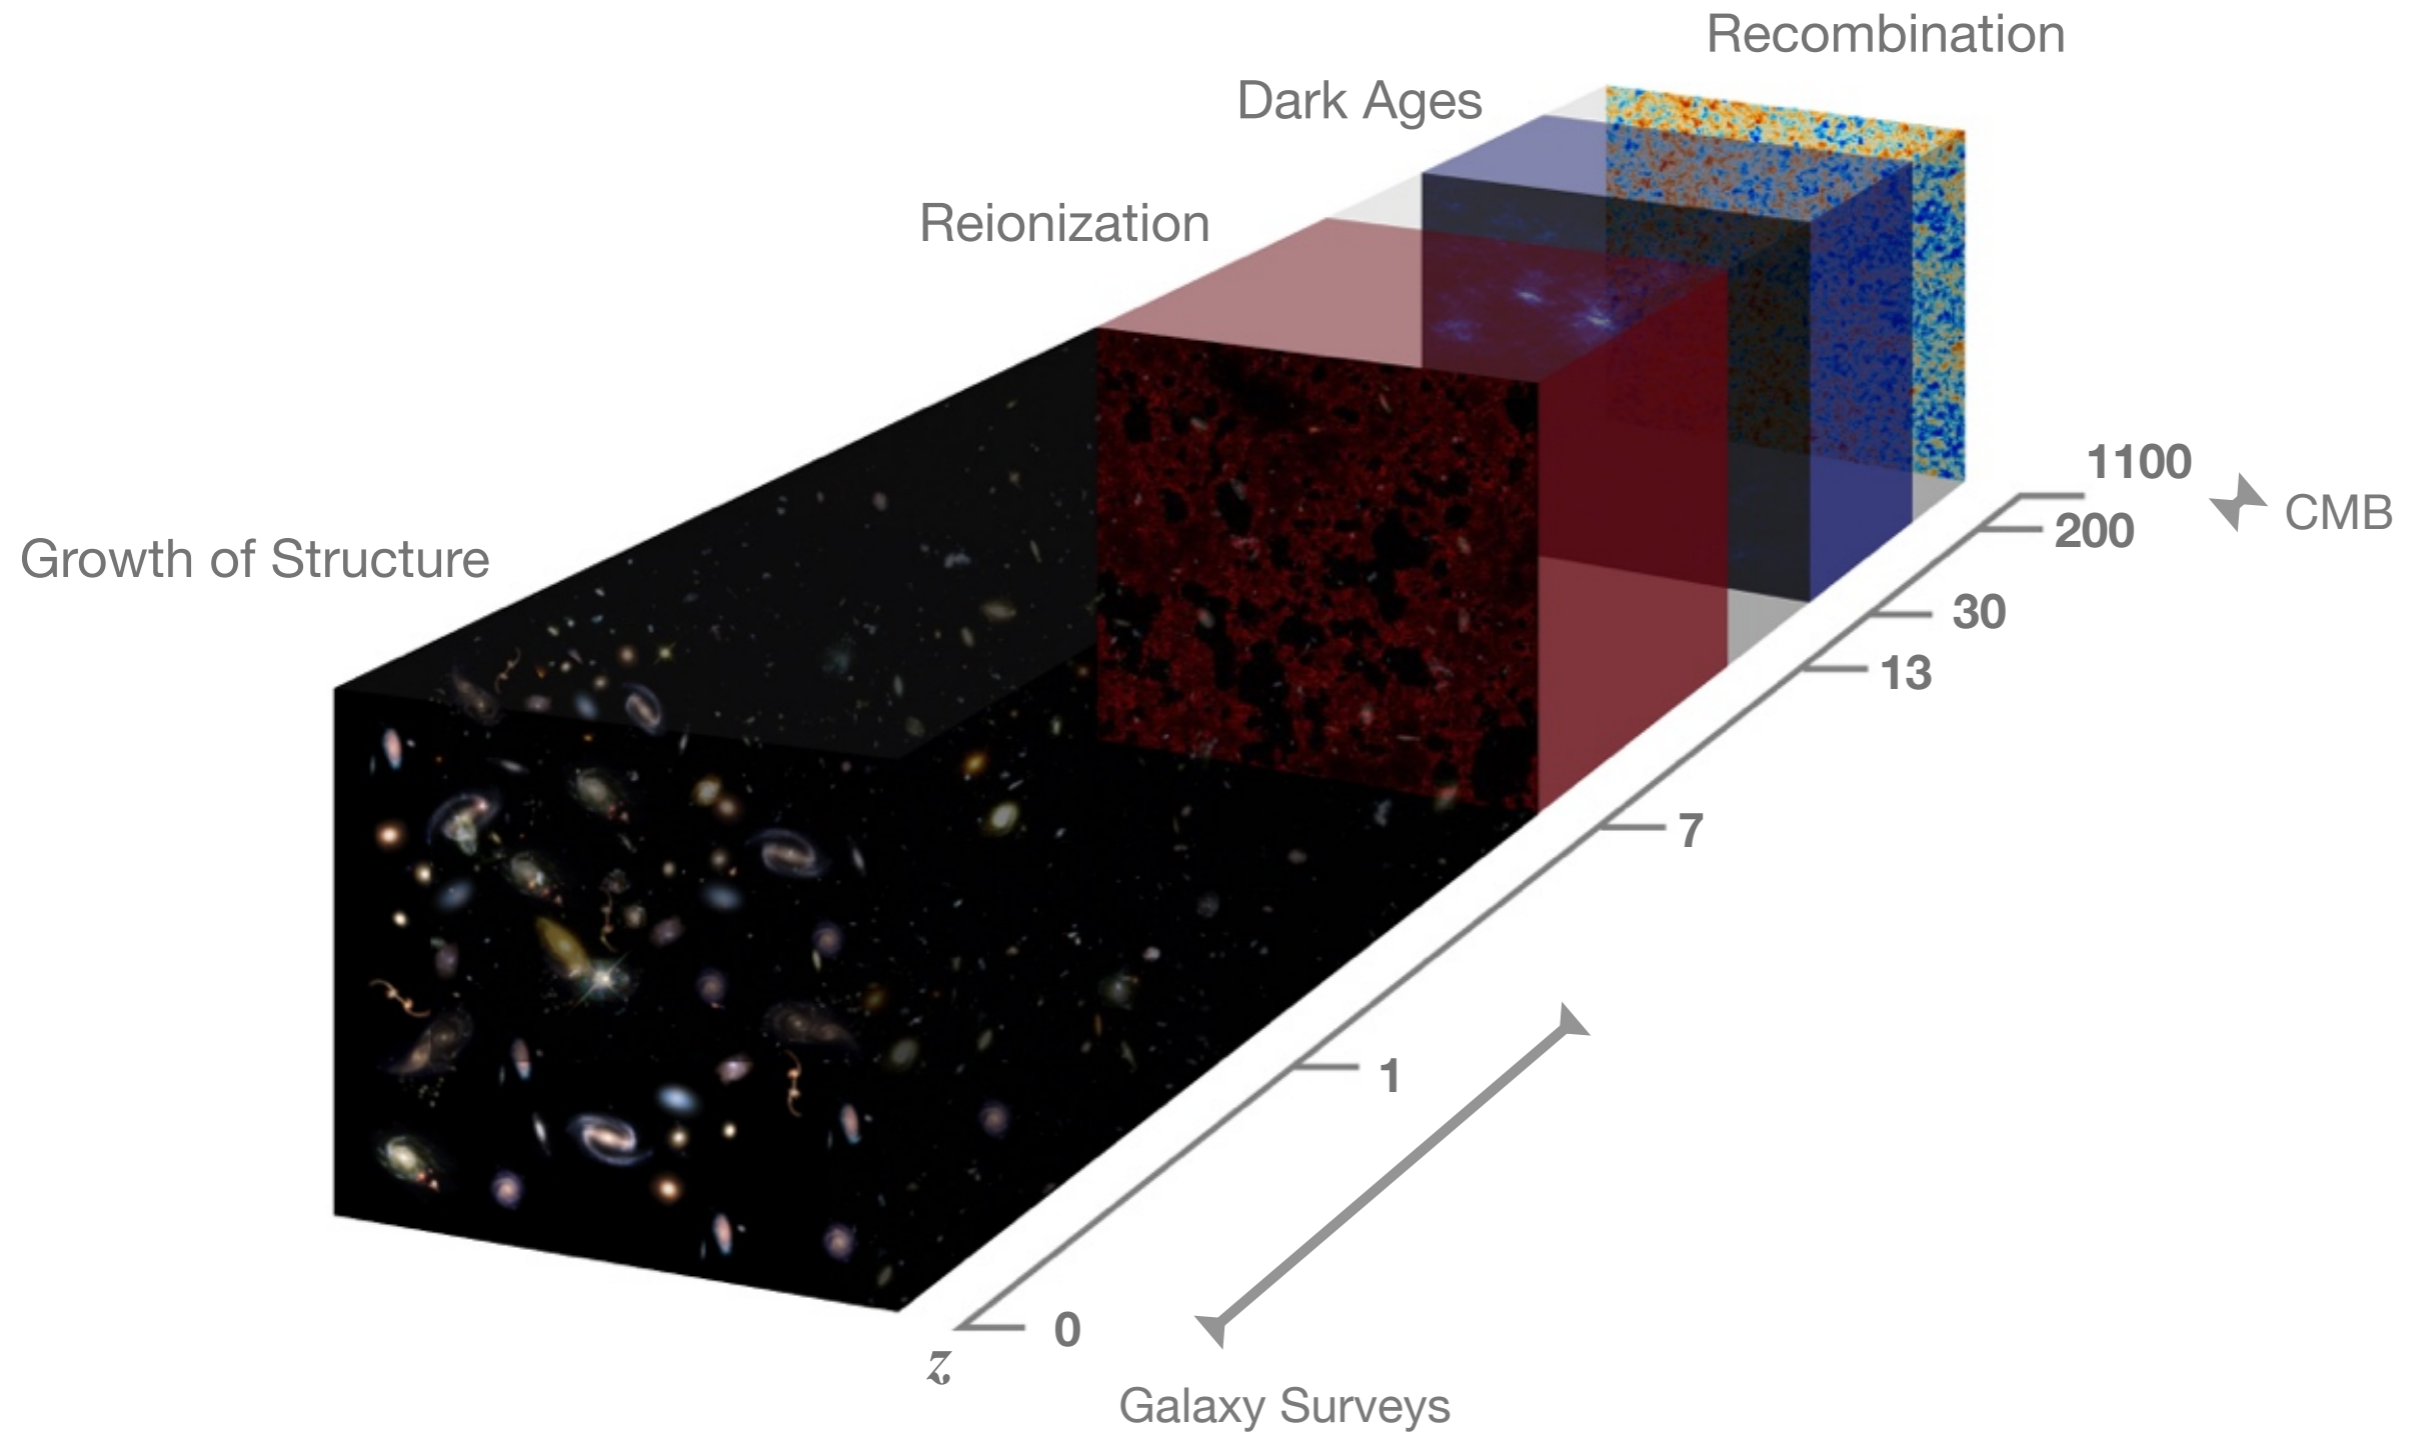 Recombination
Dark Ages
Reionization
Growth of Structure
1100
CMB
200
30
13
7
1
0
z
Galaxy Surveys